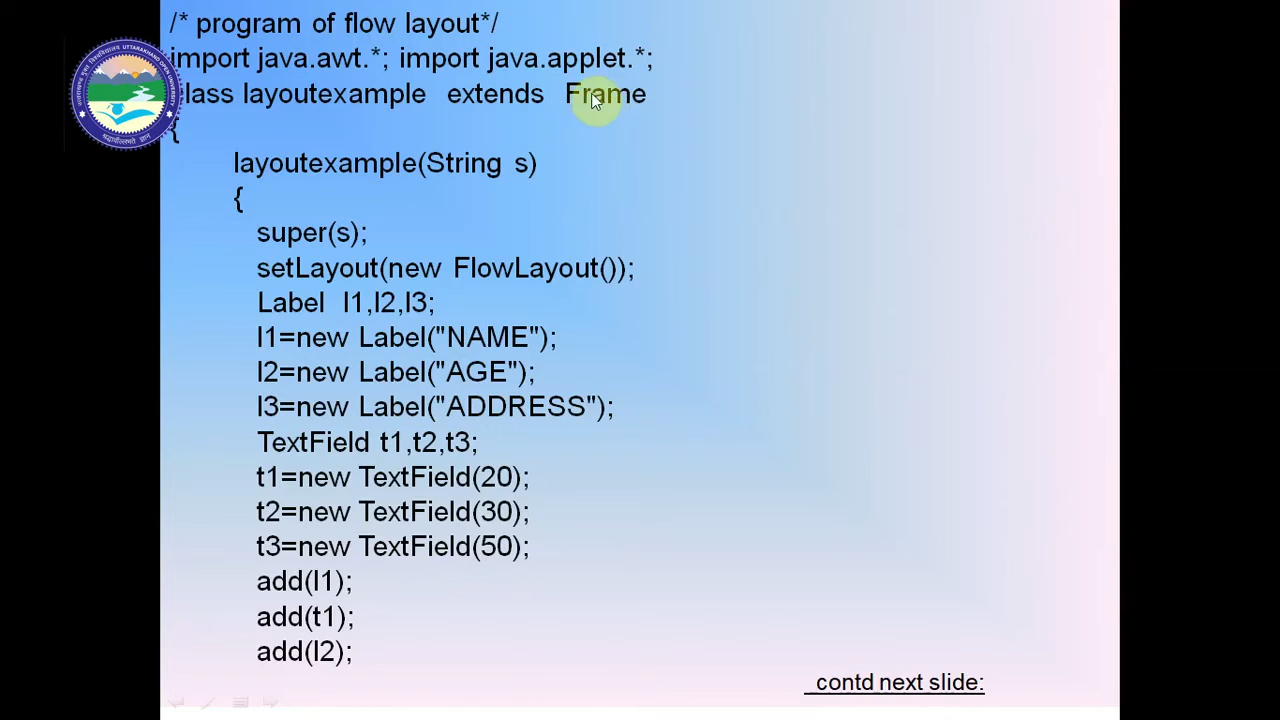 /* program of flow layout*/
import java.awt.*; import java.applet.*;
lass layoutexample extends Frame
{
layoutexample(String s)
{
super(s);
setLayout(new FlowLayout());
Label l1,l2,l3;
l1=new Label("NAME");
l2=new Label("AGE");
l3=new Label("ADDRESS");
TextField t1,t2,t3;
t1=new TextField(20);
t2=new TextField(30);
t3=new TextField(50);
add(l1);
add(t1);
add(l2);
contd next slide: